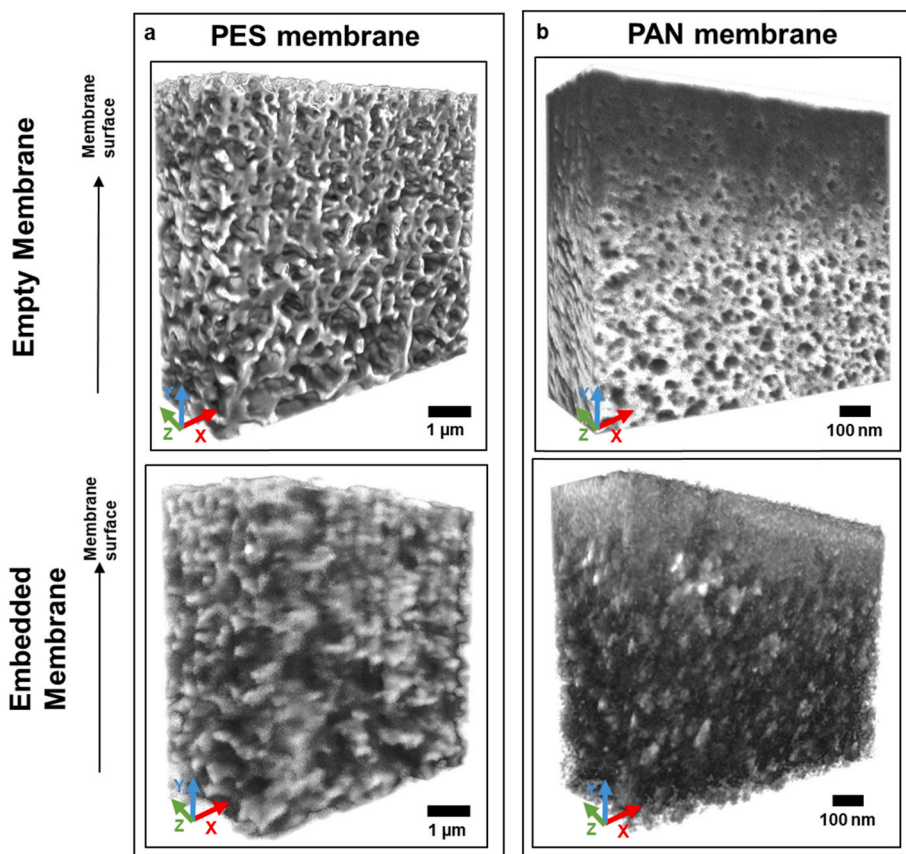 a
PES membrane
b
PAN membrane
Empty Membrane
Membrane
surface
Y
Z
X
1 µm
Y
Z
X
100 nm
Embedded
Membrane
Membrane
surface
Y
Z
X
1 µm
Y
Z
X
100 nm